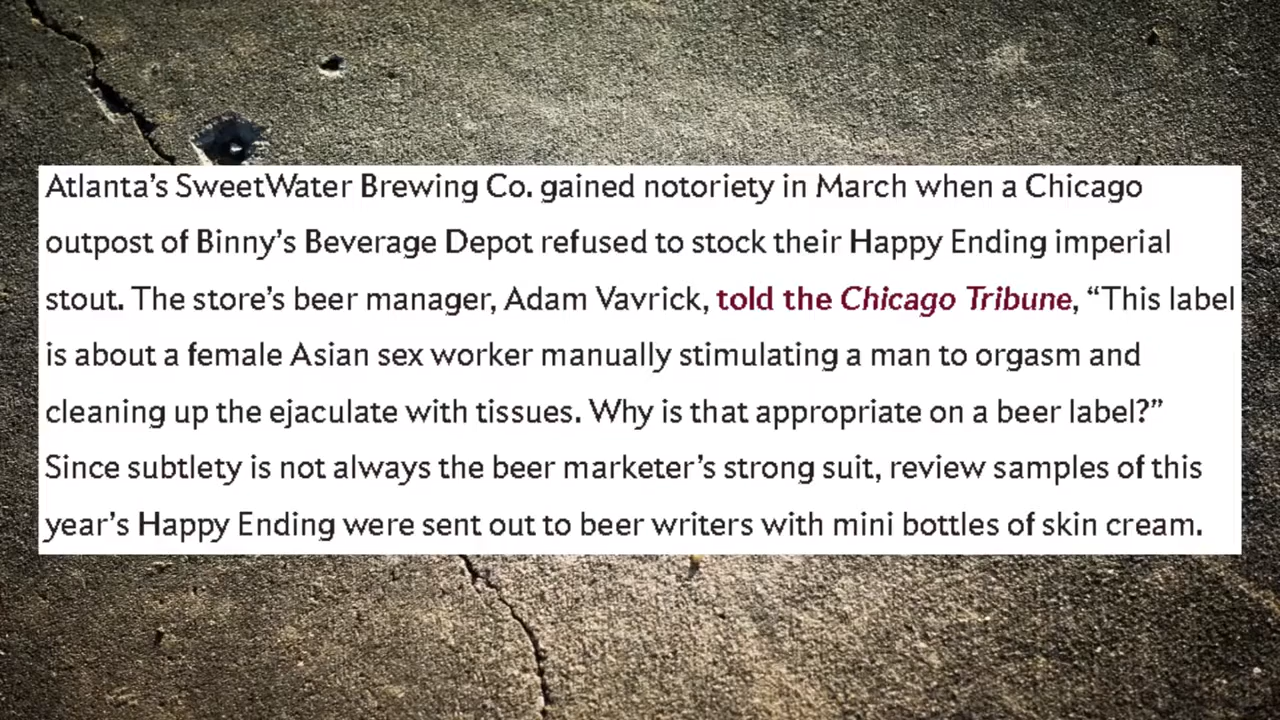 Atlanta’s SweetWater Brewing Co. gained notoriety in March when a Chicago
outpost of Binny’s Beverage Depot refused to stock their Happy Ending imperial
stout. The store’s beer manager, Adam Vavrick, told the Chicago Tribune, “This label
is about a female Asian sex worker manually stimulating a man to orgasm and
cleaning up the ejaculate with tissues. Why is that appropriate on a beer label?”
Since subtlety is not always the beer marketer’s strong suit, review samples of this
year’s Happy Ending were sent out to beer writers with mini bottles of skin cream.